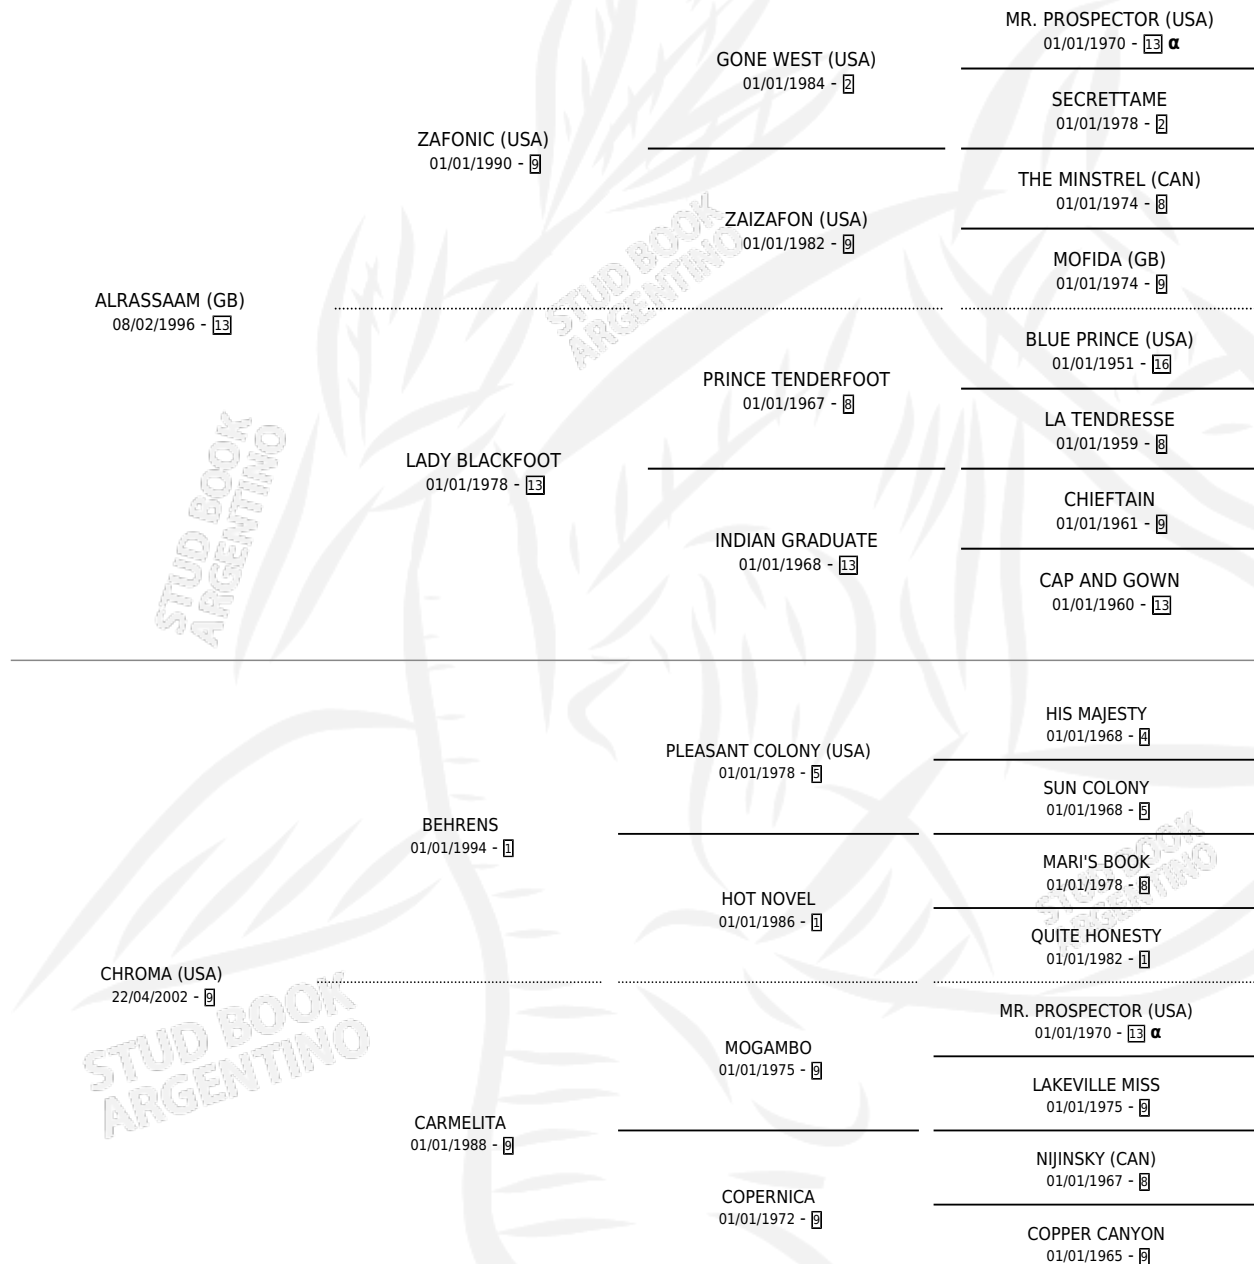 MR. PROSPECTOR (USA)
01/01/1970 - 13 α
GONE WEST (USA)
01/01/1984 - 2
SECRETTAME
01/01/1978 - 2
ZAFONIC (USA)
01/01/1990 - 9
THE MINSTREL (CAN)
01/01/1974 - 8
ZAIZAFON (USA)
01/01/1982 - 9
MOFIDA (GB)
01/01/1974 - 9
STUD BOOK
ARGENTINO
ALRASSAAM (GB)
08/02/1996 - 13
BLUE PRINCE (USA)
01/01/1951 - 16
PRINCE TENDERFOOT
01/01/1967 - 8
LA TENDRESSE
01/01/1959 - 8
LADY BLACKFOOT
01/01/1978 - 13
CHIEFTAIN
01/01/1961 - 9
INDIAN GRADUATE
01/01/1968 - 13
CAP AND GOWN
01/01/1960 - 13
STUD BOOK
ARGENTINO
HIS MAJESTY
01/01/1968 - 4
PLEASANT COLONY (USA)
01/01/1978 - 5
SUN COLONY
01/01/1968 - 5
BEHRENS
01/01/1994 - 1
MARI'S BOOK
01/01/1978 - 8
HOT NOVEL
01/01/1986 - 1
QUITE HONESTY
01/01/1982 - 1
STUD BOOK
ARGENTINO
CHROMA (USA)
22/04/2002 - 9
MR. PROSPECTOR (USA)
01/01/1970 - 13 α
MOGAMBO
01/01/1975 - 9
LAKEVILLE MISS
01/01/1975 - 9
STUD BOOK
ARGENTINO
CARMELITA
01/01/1988 - 9
NIJINSKY (CAN)
01/01/1967 - 8
COPERNICA
01/01/1972 - 9
COPPER CANYON
01/01/1965 - 9